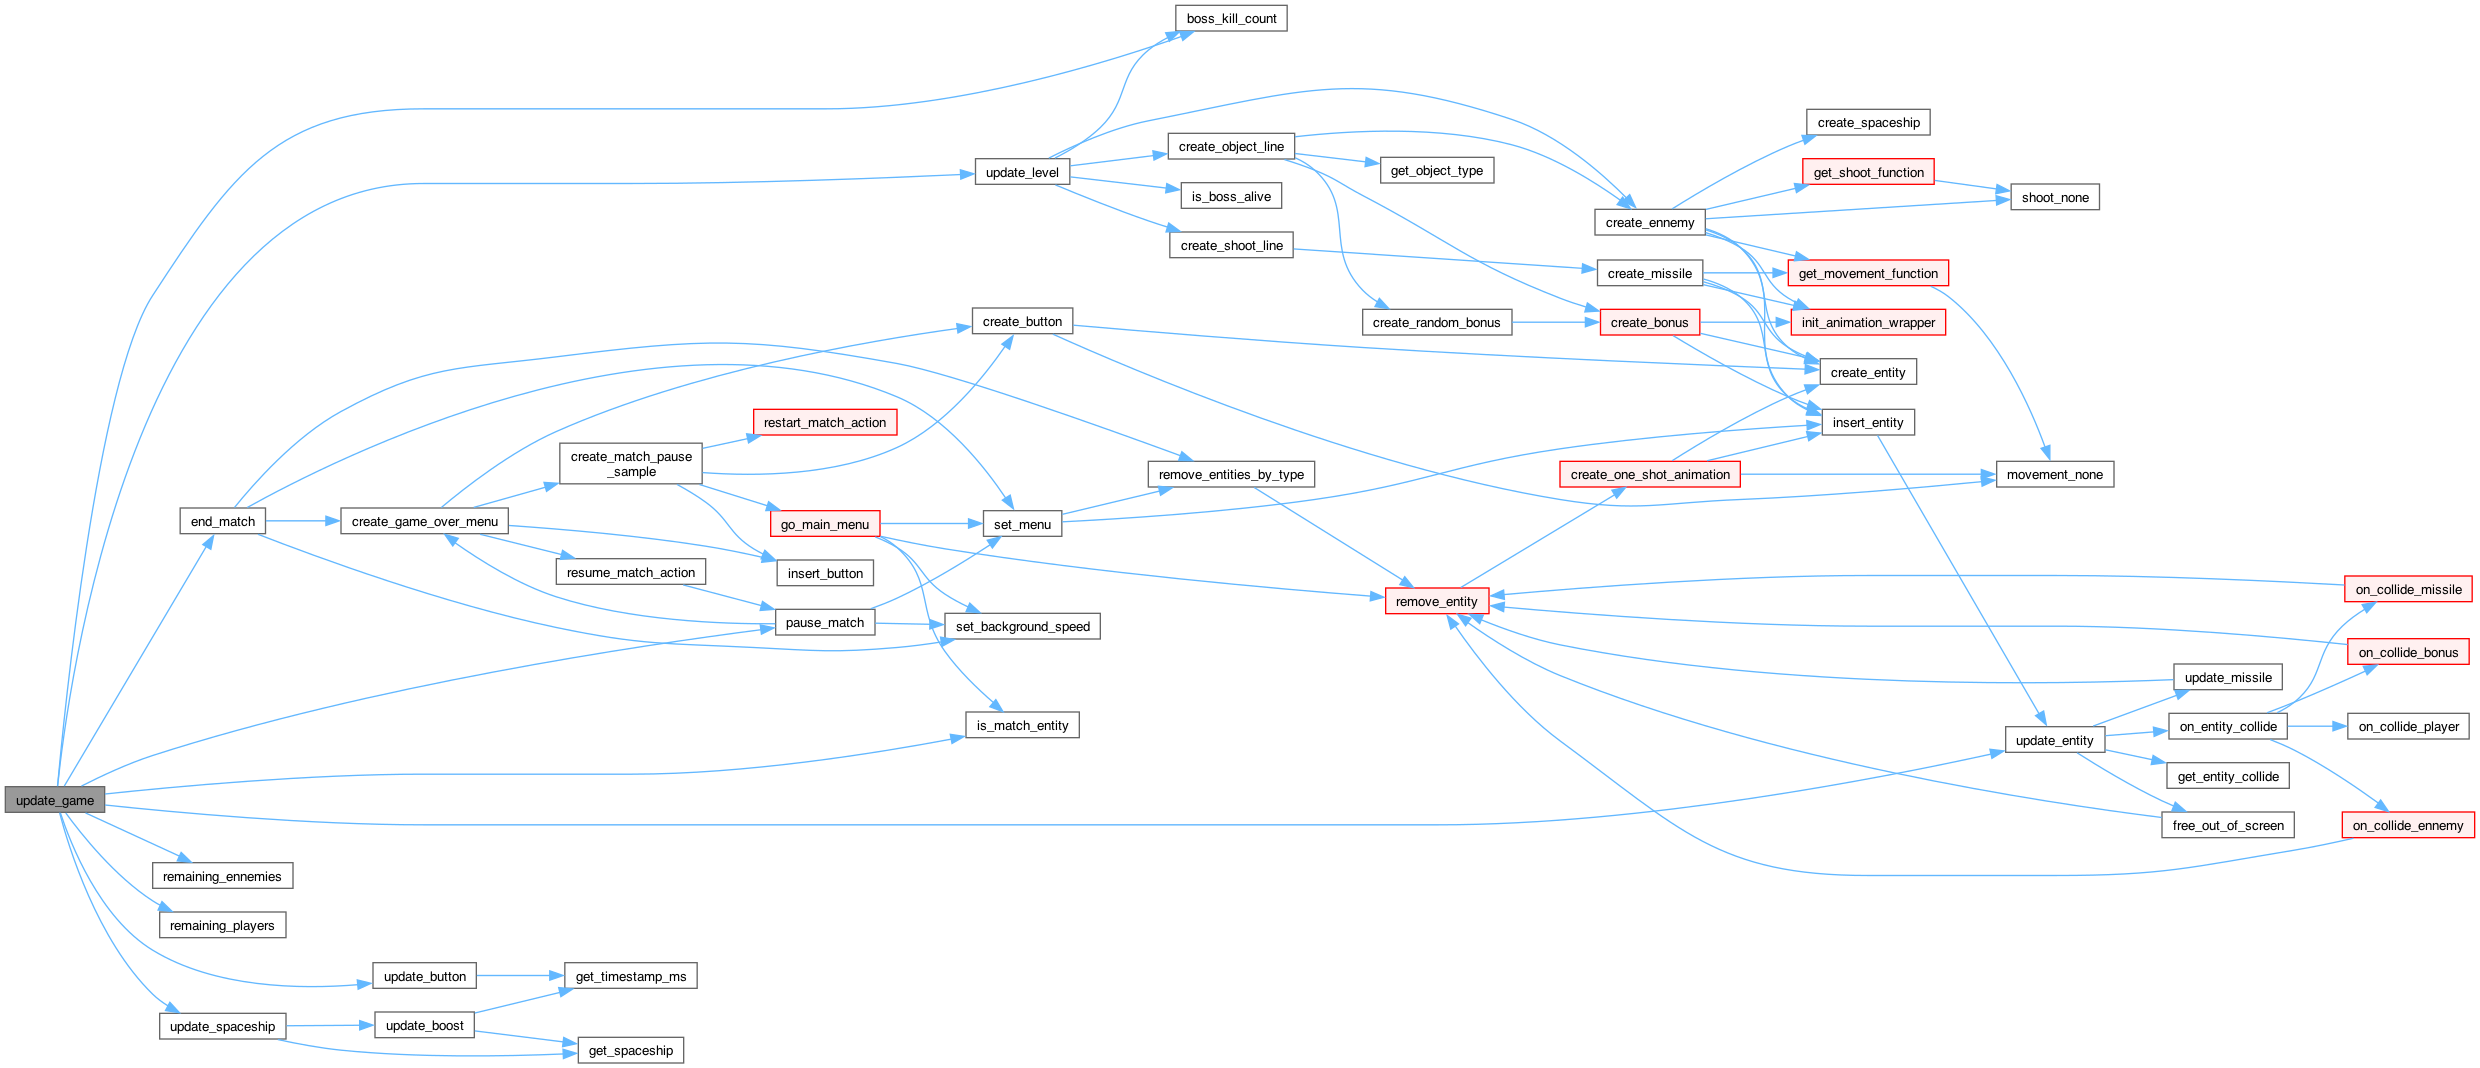 boss_kill_count
create_spaceship
update_level
create_object_line
get_object_type
get_shoot_function
is_boss_alive
shoot_none
create_shoot_line
create_ennemy
create_missile
get_movement_function
create_button
create_random_bonus
create_bonus
init_animation_wrapper
create_entity
restart_match_action
insert_entity
create_match_pause
_sample
remove_entities_by_type
create_one_shot_animation
movement_none
end_match
create_game_over_menu
go_main_menu
set_menu
resume_match_action
insert_button
remove_entity
on_collide_missile
pause_match
set_background_speed
on_collide_bonus
update_missile
is_match_entity
update_entity
on_entity_collide
on_collide_player
get_entity_collide
update_game
free_out_of_screen
on_collide_ennemy
remaining_ennemies
remaining_players
update_button
get_timestamp_ms
update_spaceship
update_boost
get_spaceship